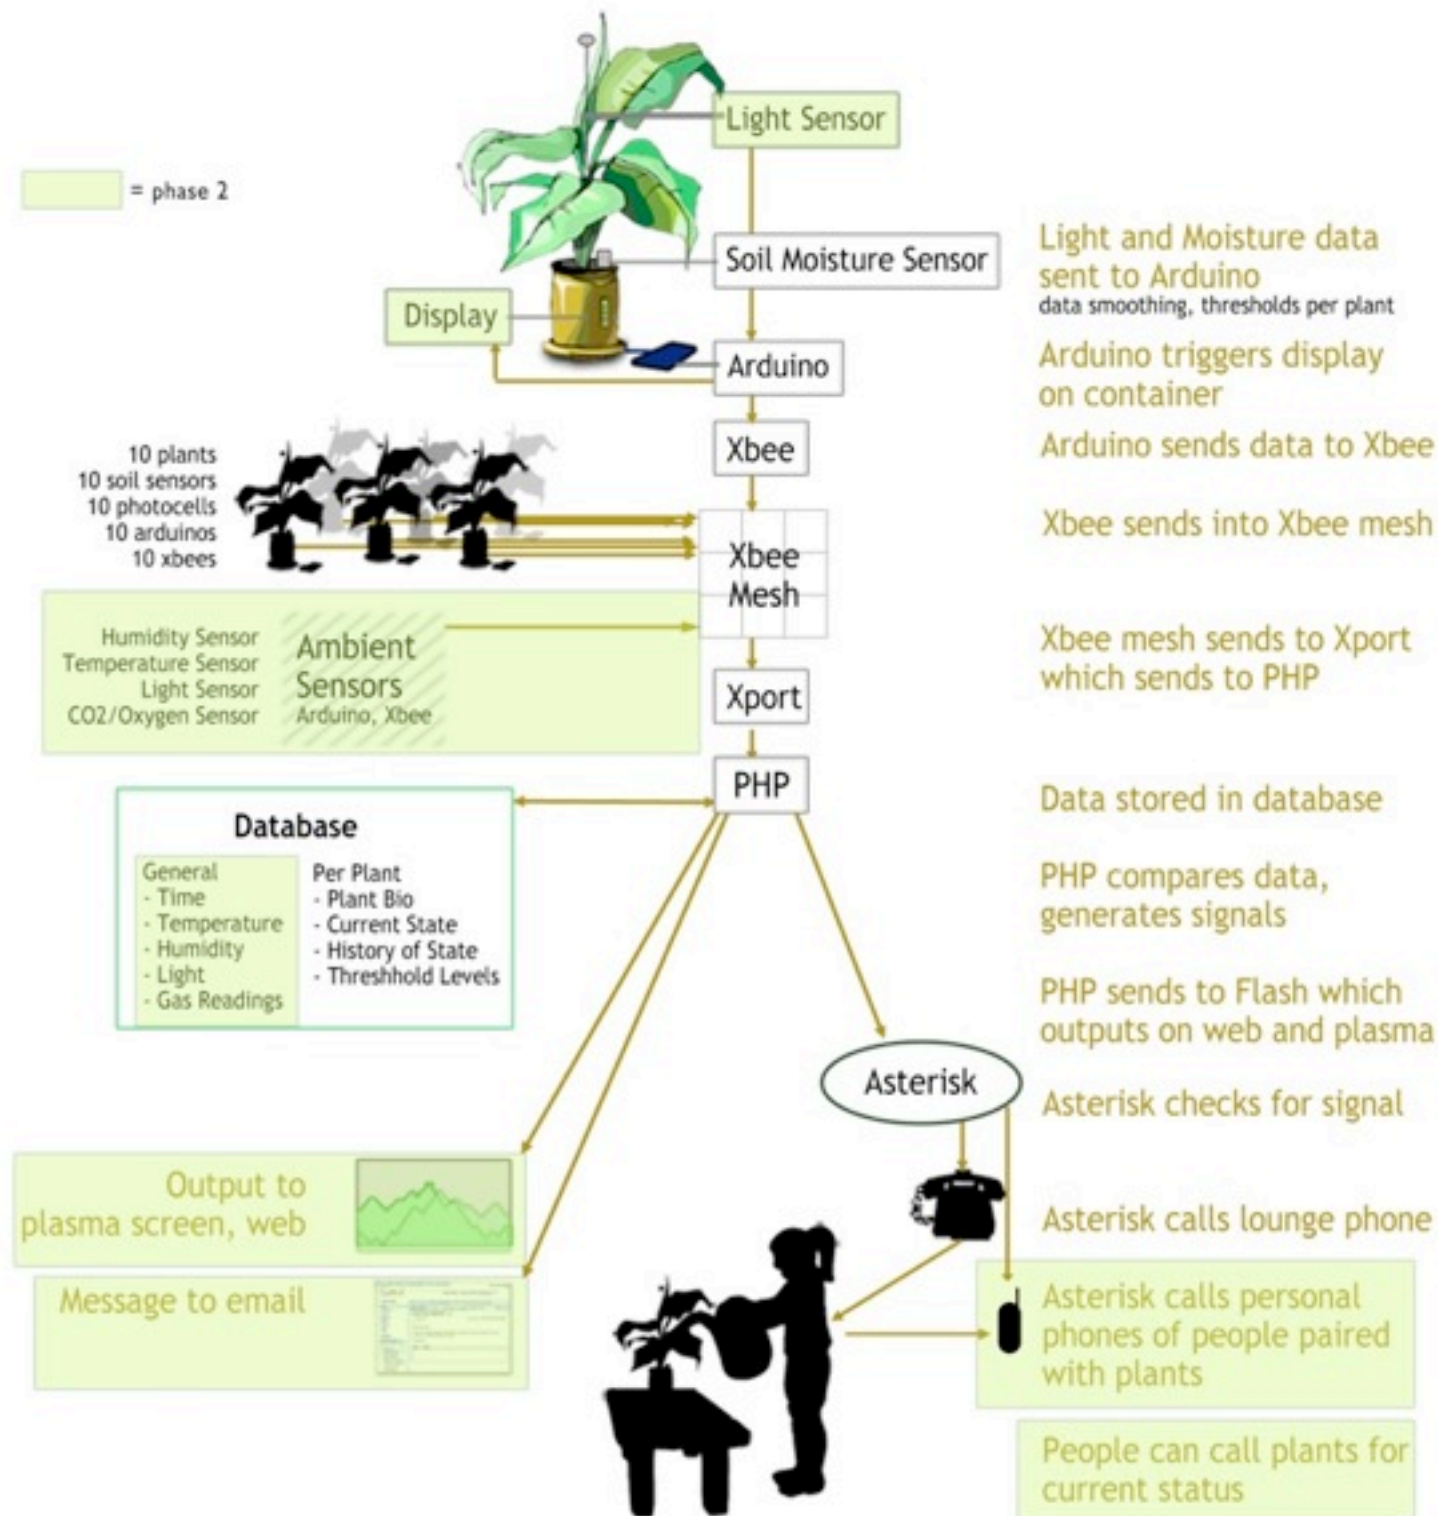 Light Sensor
= phase 2
Soil Moisture Sensor
Light and Moisture data
sent to Arduino
data smoothing, thresholds per plant
Display
Arduino
Arduino triggers display
on container
Xbee
Arduino sends data to Xbee
10 plants
10 soil sensors
10 photocells
10 arduinos
10 xbees
Xbee
Mesh
Xbee sends into Xbee mesh
Humidity Sensor
Temperature Sensor
Light Sensor
CO2/Oxygen Sensor
Ambient
Sensors
Arduino, Xbee
Xbee mesh sends to Xport
which sends to PHP
Xport
PHP
Data stored in database
Database
General
- Time
- Temperature
- Humidity
- Light
- Gas Readings
Per Plant
- Plant Bio
- Current State
- History of State
- Threshhold Levels
PHP compares data,
generates signals
PHP sends to Flash which
outputs on web and plasma
Asterisk
Asterisk checks for signal
Output to
plasma screen, web
Asterisk calls lounge phone
Message to email
Asterisk calls personal
phones of people paired
with plants
People can call plants for
current status